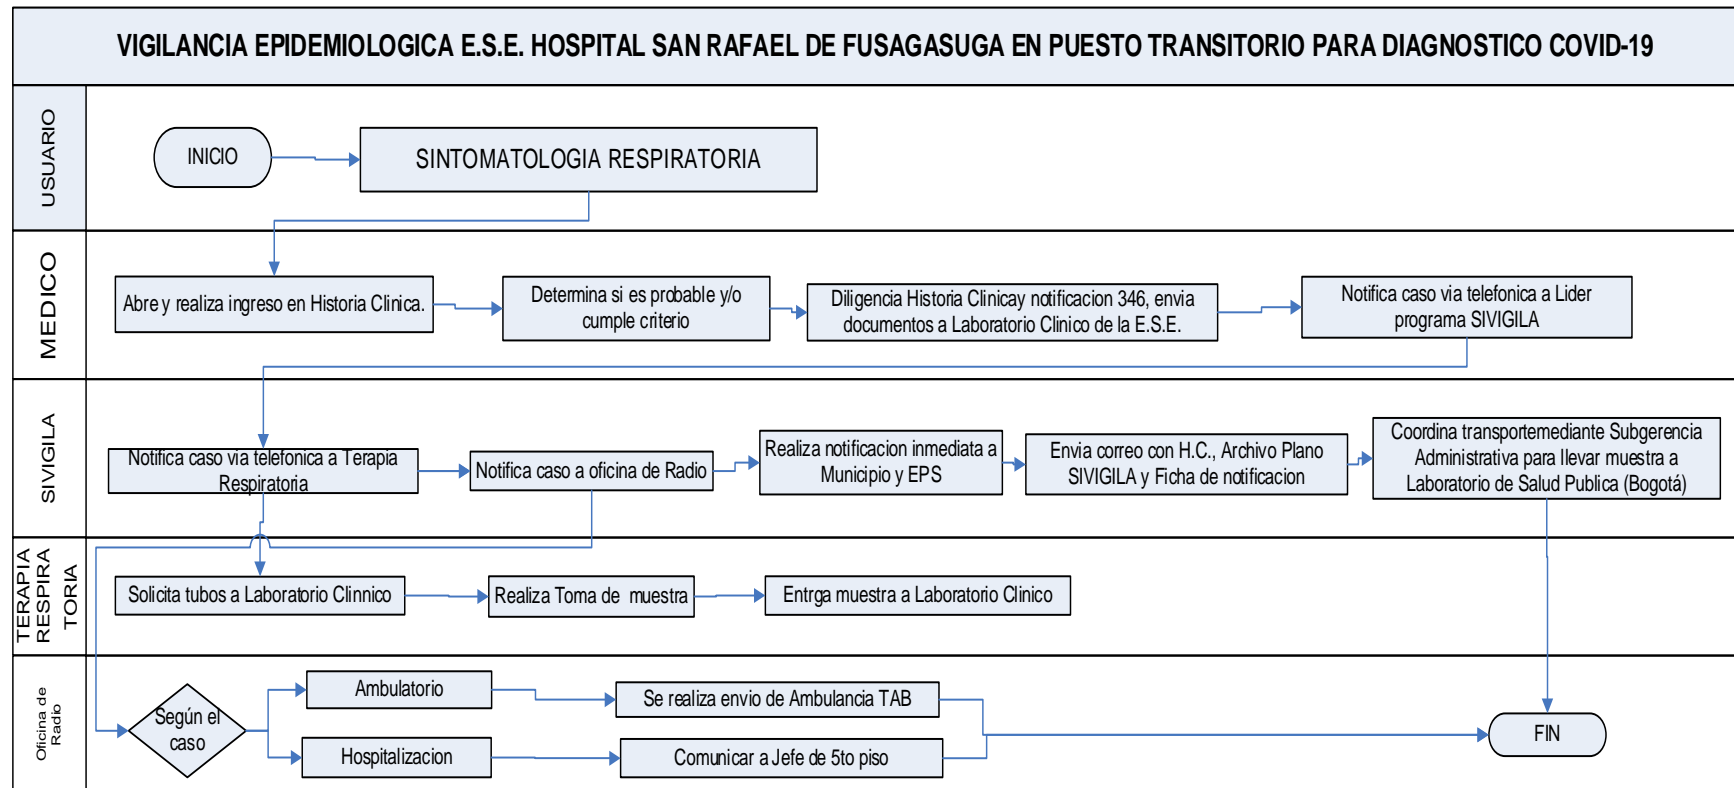 VIGILANCIA EPIDEMIOLOGICA E.S.E. HOSPITAL SAN RAFAEL DE FUSAGASUGA EN PUESTO TRANSITORIO PARA DIAGNOSTICO COVID-19
USUARIO
INICIO
SINTOMATOLOGIA RESPIRATORIA
MEDICO
Abre y realiza ingreso en Historia Clinica.
Determina si es probable y/o
cumple criterio
Diligencia Historia Clinicay notificacion 346, envia
documentos a Laboratorio Clinico de la E.S.E.
Notifica caso via telefonica a Lider
programa SIVIGILA
SIVIGILA
Notifica caso via telefonica a Terapia
Respiratoria
Notifica caso a oficina de Radio
Realiza notificacion inmediata a
Municipio y EPS
Envia correo con H.C., Archivo Plano
SIVIGILA y Ficha de notificacion
Coordina transportemediante Subgerencia
Administrativa para llevar muestra a
Laboratorio de Salud Publica (Bogotá)
TERAPIA
RESPIRA
TORIA
Solicita tubos a Laboratorio Clinnico
Realiza Toma de muestra
Entrga muestra a Laboratorio Clinico
Oficina de
Radio
Según el
caso
Ambulatorio
Se realiza envio de Ambulancia TAB
Hospitalizacion
Comunicar a Jefe de 5to piso
FIN